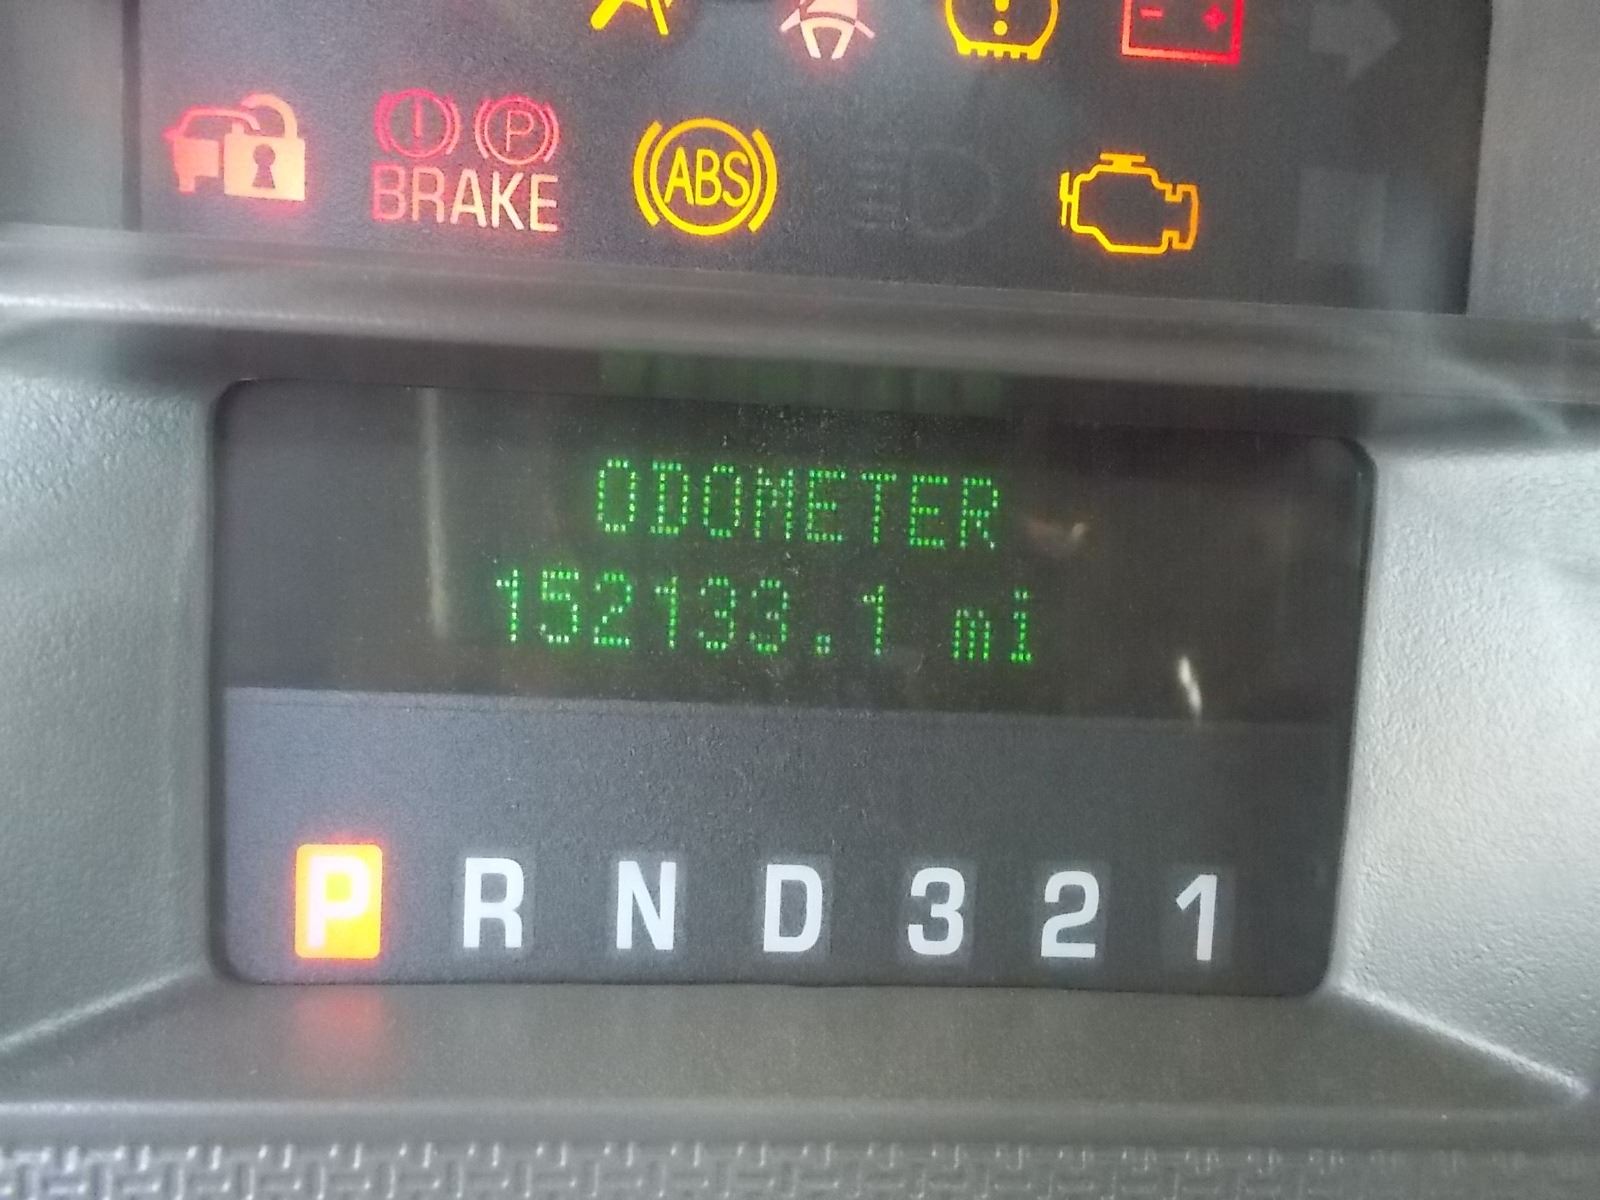 ! P
BRAKE
ABS
ODOMETER
152133.1 mi
P R N D 3 2 1